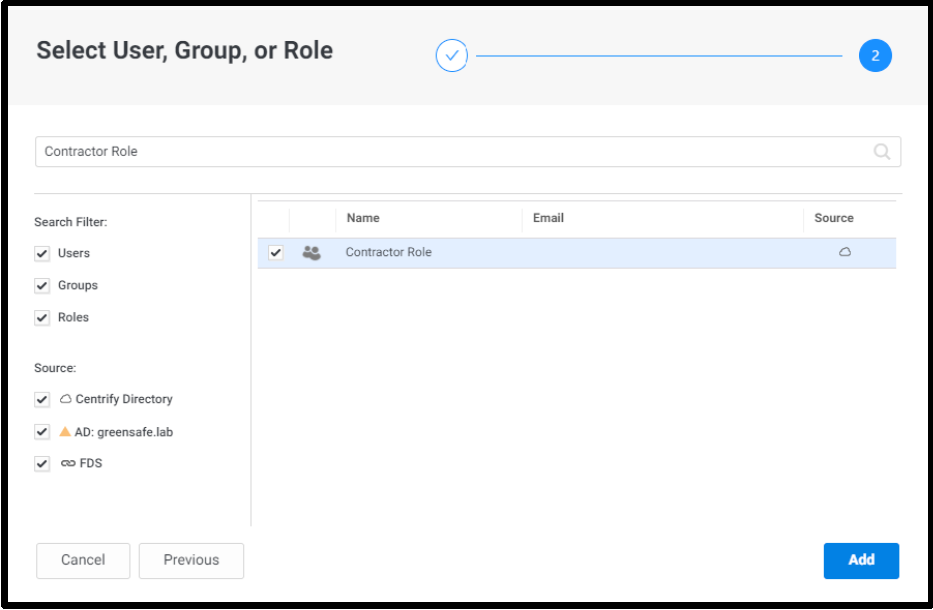 Select User, Group, or Role
2
Contractor Role
Search Filter:
Users
Groups
Roles
Source:
Centrify Directory
AD: greensafe.lab
FDS
Name Email Source
Contractor Role
Cancel Previous Add